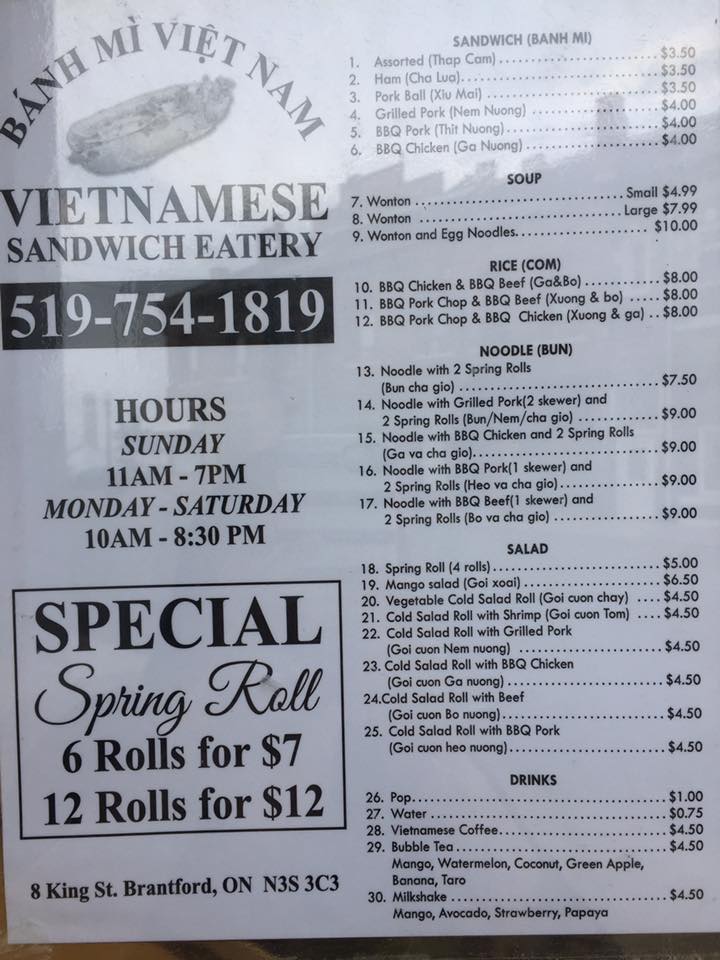 BÁNH MÌ VIỆT NAM
VIETNAMESE
SANDWICH EATERY
519-754-1819
HOURS
SUNDAY
11AM - 7PM
MONDAY - SATURDAY
10AM - 8:30 PM
SPECIAL
Spring Roll
6 Rolls for $7
12 Rolls for $12
8 King St. Brantford, ON N3S 3C3
SANDWICH (BANH MI)
1. Assorted (Thap Cam) $3.50
2. Ham (Cha Lua) $3.50
3. Pork Ball (Xiu Mai) $3.50
4. Grilled Pork (Nem Nuong) $4.00
5. BBQ Pork (Thit Nuong) $4.00
6. BBQ Chicken (Ga Nuong) $4.00
SOUP
7. Wonton Small $4.99
8. Wonton Large $7.99
9. Wonton and Egg Noodles $10.00
RICE (COM)
10. BBQ Chicken & BBQ Beef (Ga&Bo) $8.00
11. BBQ Pork Chop & BBQ Beef (Xuong & bo) $8.00
12. BBQ Pork Chop & BBQ Chicken (Xuong & ga) $8.00
NOODLE (BUN)
13. Noodle with 2 Spring Rolls
(Bun cha gio) $7.50
14. Noodle with Grilled Pork(2 skewer) and
2 Spring Rolls (Bun/Nem/cha gio) $9.00
15. Noodle with BBQ Chicken and 2 Spring Rolls
(Ga va cha gio) $9.00
16. Noodle with BBQ Pork(1 skewer) and
2 Spring Rolls (Heo va cha gio) $9.00
17. Noodle with BBQ Beef(1 skewer) and
2 Spring Rolls (Bo va cha gio) $9.00
SALAD
18. Spring Roll (4 rolls) $5.00
19. Mango salad (Goi xoai) $6.50
20. Vegetable Cold Salad Roll (Goi cuon chay) $4.50
21. Cold Salad Roll with Shrimp (Goi cuon Tom) $4.50
22. Cold Salad Roll with Grilled Pork
(Goi cuon Nem nuong) $4.50
23. Cold Salad Roll with BBQ Chicken
(Goi cuon Ga nuong) $4.50
24.Cold Salad Roll with Beef
(Goi cuon Bo nuong) $4.50
25. Cold Salad Roll with BBQ Pork
(Goi cuon heo nuong) $4.50
DRINKS
26. Pop $1.00
27. Water $0.75
28. Vietnamese Coffee $4.50
29. Bubble Tea $4.50
Mango, Watermelon, Coconut, Green Apple,
Banana, Taro
30. Milkshake $4.50
Mango, Avocado, Strawberry, Papaya